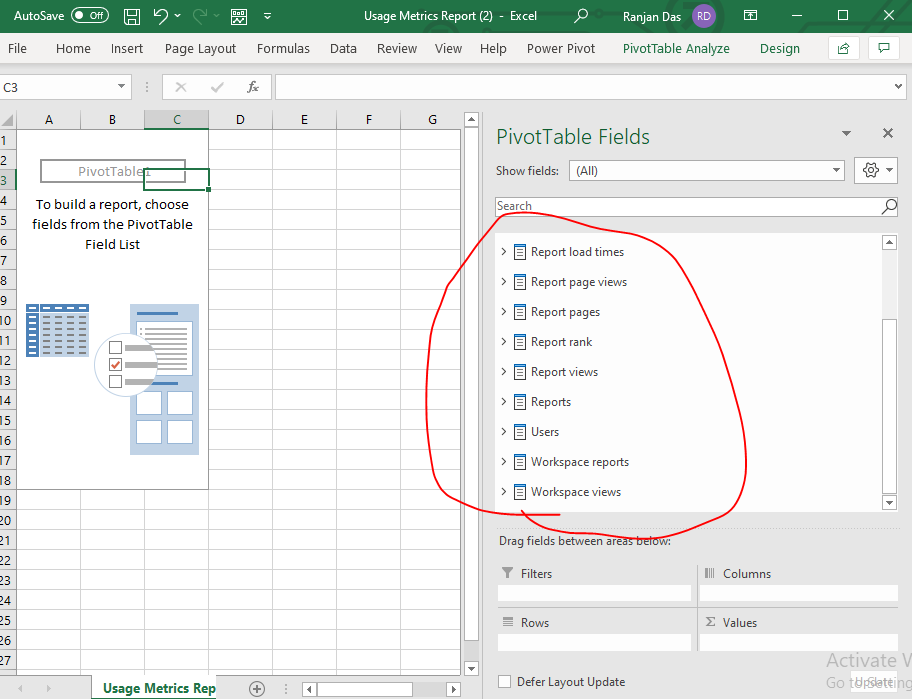 AutoSave Off Usage Metrics Report (2) - Excel Ranjan Das RD
File Home Insert Page Layout Formulas Data Review View Help Power Pivot PivotTable Analyze Design
C3 fx
A B C D E F G
1
2
3
4
5
6
7
8
9
10
11
12
13
14
15
16
17
18
19
20
21
22
23
24
25
26
27
PivotTable1
To build a report, choose
fields from the PivotTable
Field List
Usage Metrics Rep
PivotTable Fields
Show fields: (All)
Search
Report load times
Report page views
Report pages
Report rank
Report views
Reports
Users
Workspace reports
Workspace views
Drag fields between areas below:
Filters Columns
Rows Σ Values
Defer Layout Update Update
Activate W
Go to Setting